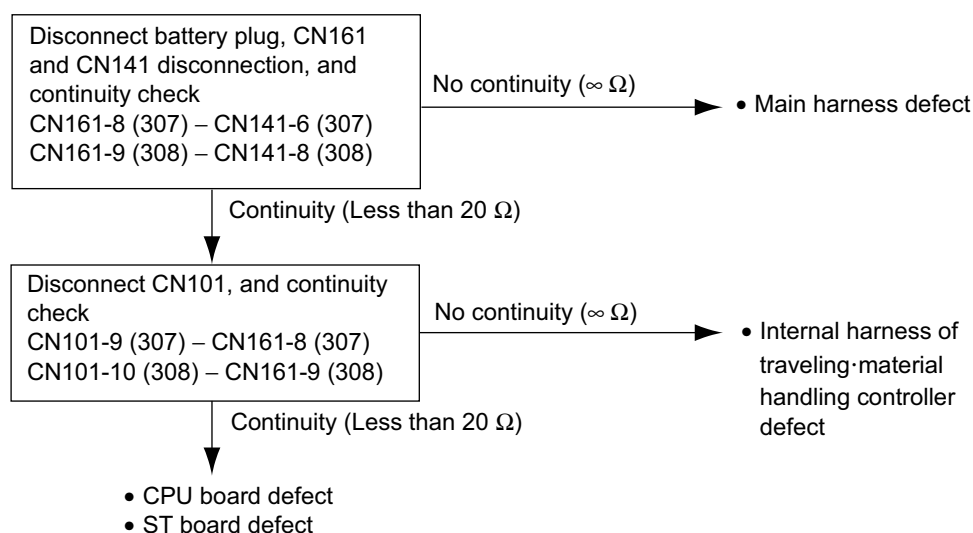 Disconnect battery plug, CN161
and CN141 disconnection, and
continuity check
CN161-8 (307) – CN141-6 (307)
CN161-9 (308) – CN141-8 (308)
No continuity (∞ Ω)
• Main harness defect
Continuity (Less than 20 Ω)
Disconnect CN101, and continuity
check
CN101-9 (307) – CN161-8 (307)
CN101-10 (308) – CN161-9 (308)
No continuity (∞ Ω)
• Internal harness of
traveling·material
handling controller
defect
Continuity (Less than 20 Ω)
• CPU board defect
• ST board defect